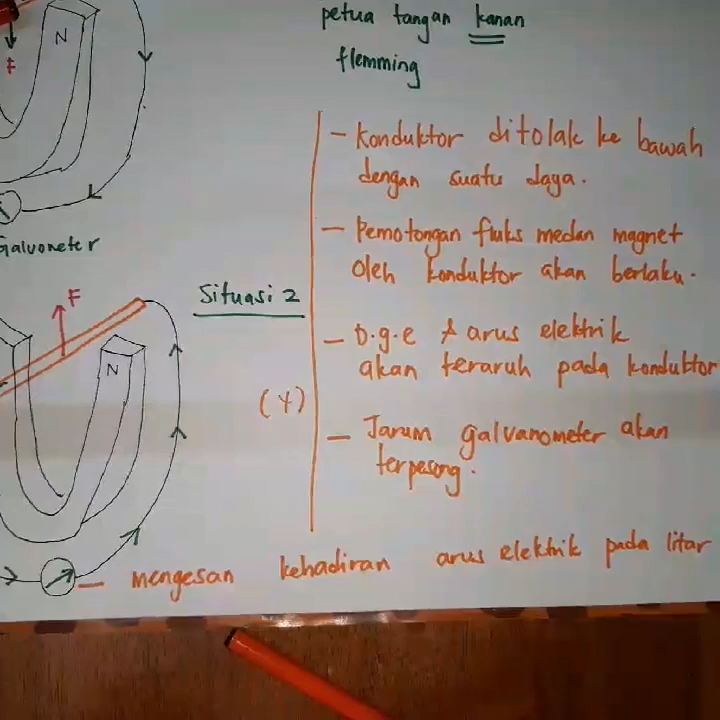 petua tangan kanan
flemming
N
F
- Konduktor ditolak ke bawah
dengan suatu daya.
- Pemotongan fluks medan magnet
oleh konduktor akan berlaku.
Galvometer
Situasi 2
F
N
- D.g.e & arus elektrik
akan teraruh pada konduktor
(Y)
- Jarum galvanometer akan
terpesong.
- mengesan kehadiran arus elektrik pada litar